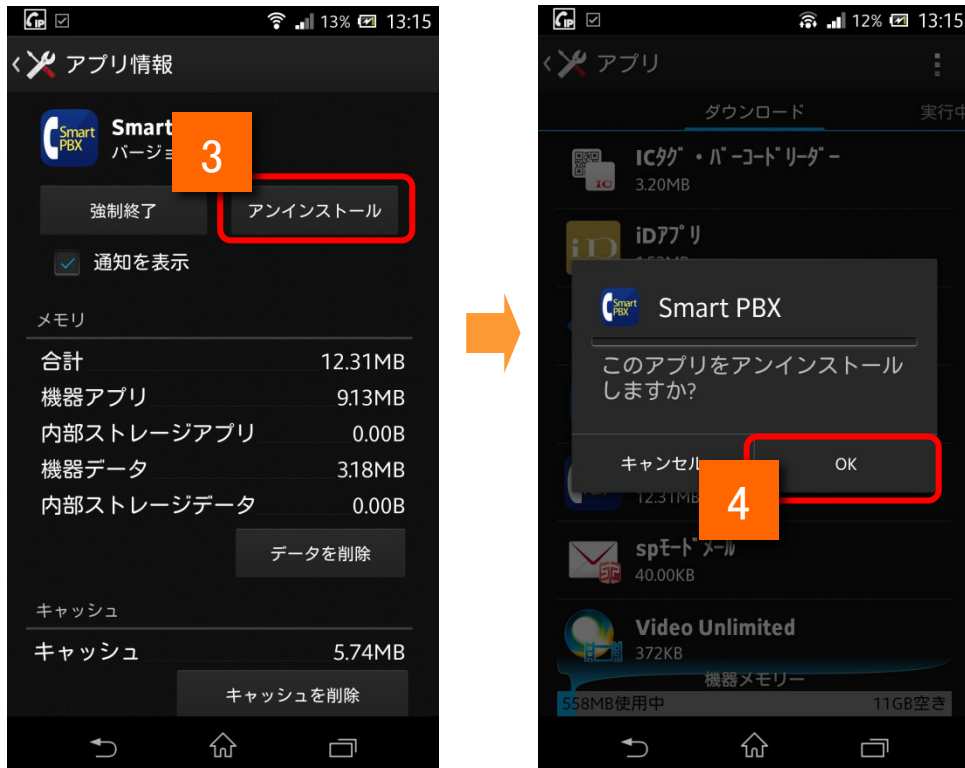 GIP 13% 13:15
アプリ情報
Smart PBX
Smart
バージョ
3
強制終了 アンインストール
通知を表示
メモリ
合計 12.31MB
機器アプリ 9.13MB
内部ストレージアプリ 0.00B
機器データ 3.18MB
内部ストレージデータ 0.00B
データを削除
キャッシュ
キャッシュ 5.74MB
キャッシュを削除
GIP 12% 13:15
アプリ
ダウンロード 実行中
ICタグ・バーコードリーダー
IC
3.20MB
iD
iDアプリ
Smart PBX
Smart PBX
このアプリをアンインストール
しますか?
キャンセル OK
PBX
12.31MB
4
spモードメール
40.00KB
Video Unlimited
372KB
機器メモリー
558MB使用中 11GB空き